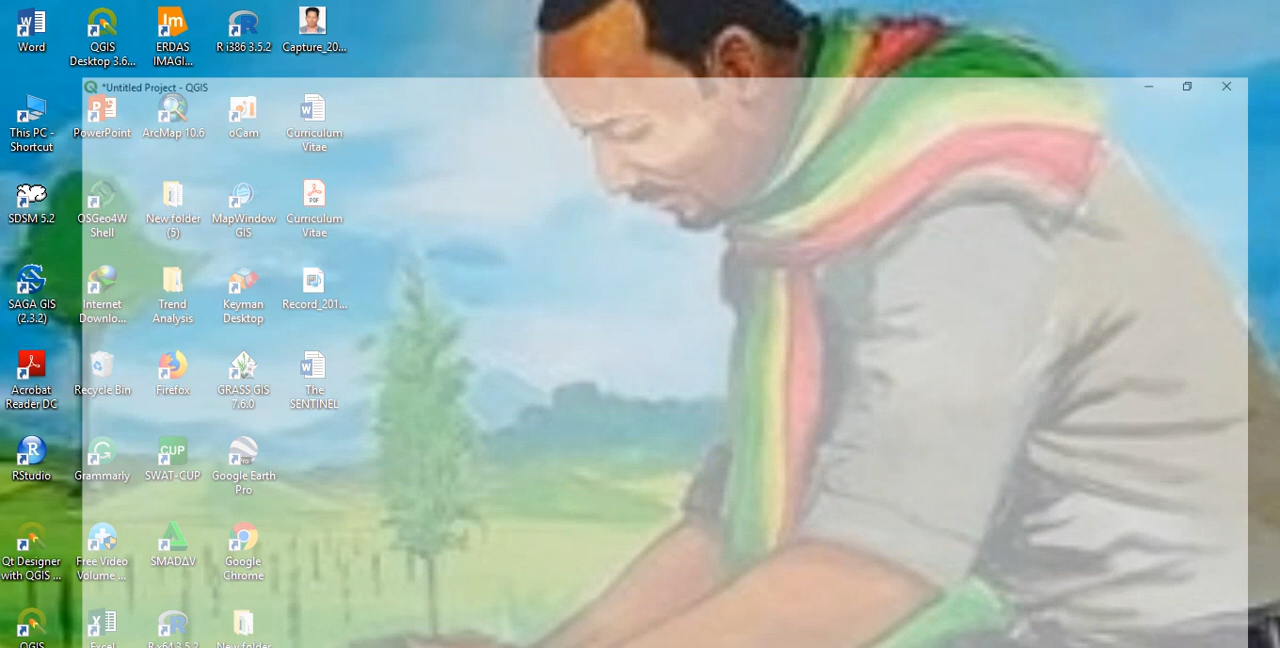 Word
QGIS
Desktop 3.6...
ERDAS
IMAGI...
R i386 3.5.2
Capture_20...
*Untitled Project - QGIS
This PC -
Shortcut
PowerPoint
ArcMap 10.6
oCam
Curriculum
Vitae
SDSM 5.2
OSGeo4W
Shell
New folder
(5)
MapWindow
GIS
Curriculum
Vitae
SAGA GIS
(2.3.2)
Internet
Downlo...
Trend
Analysis
Keyman
Desktop
Record_201...
Acrobat
Reader DC
Recycle Bin
Firefox
GRASS GIS
7.6.0
The
SENTINEL
RStudio
Grammarly
CUP
SWAT-CUP
Google Earth
Pro
Qt Designer
with QGIS ...
Free Video
Volume ...
SMADΔV
Google
Chrome
QGIS
Excel
R x64 3.5.2
New folder